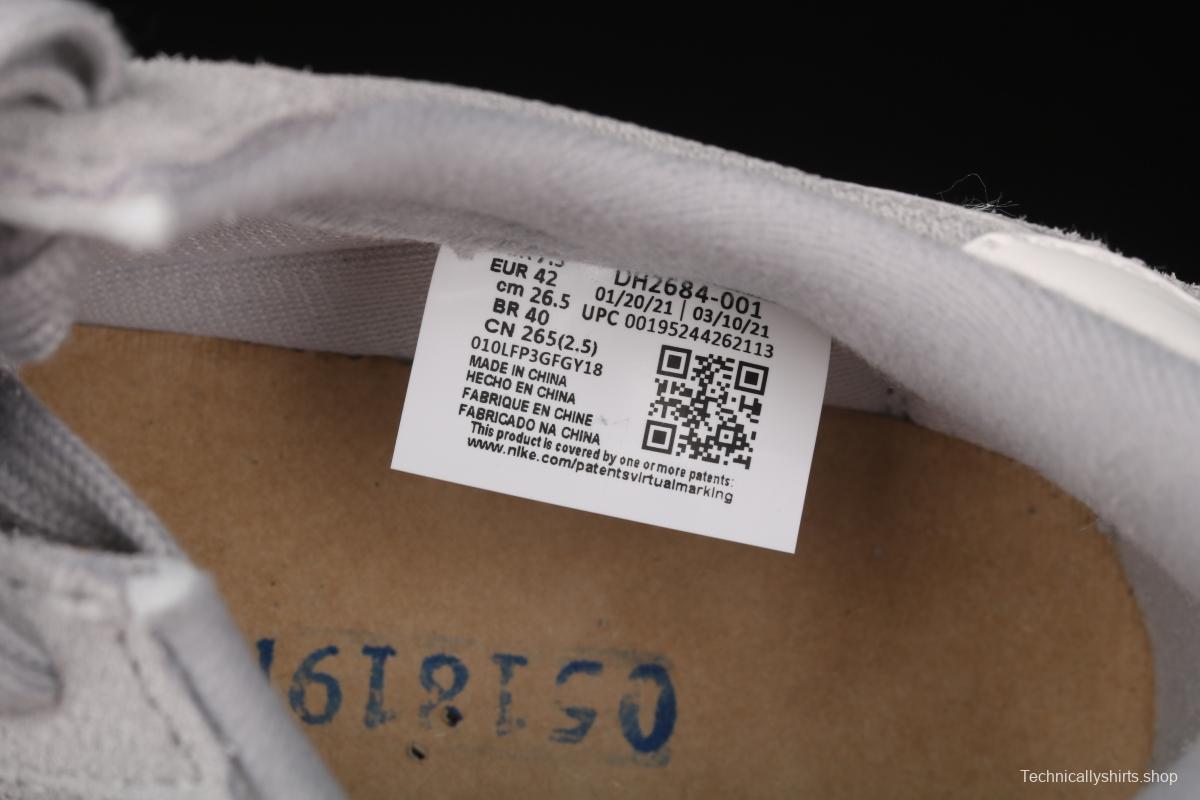 EUR 42
cm 26.5
BR 40
CN 265(2.5)
010LFP3GFGY18
MADE IN CHINA
HECHO EN CHINA
FABRIQUE EN CHINE
FABRICADO NA CHINA
This product is covered by one or more patents:
www.nike.com/patentsvirtualmarking
DH2684-001
01/20/21 | 03/10/21
UPC 00195244262113
Technicallyshirts.shop